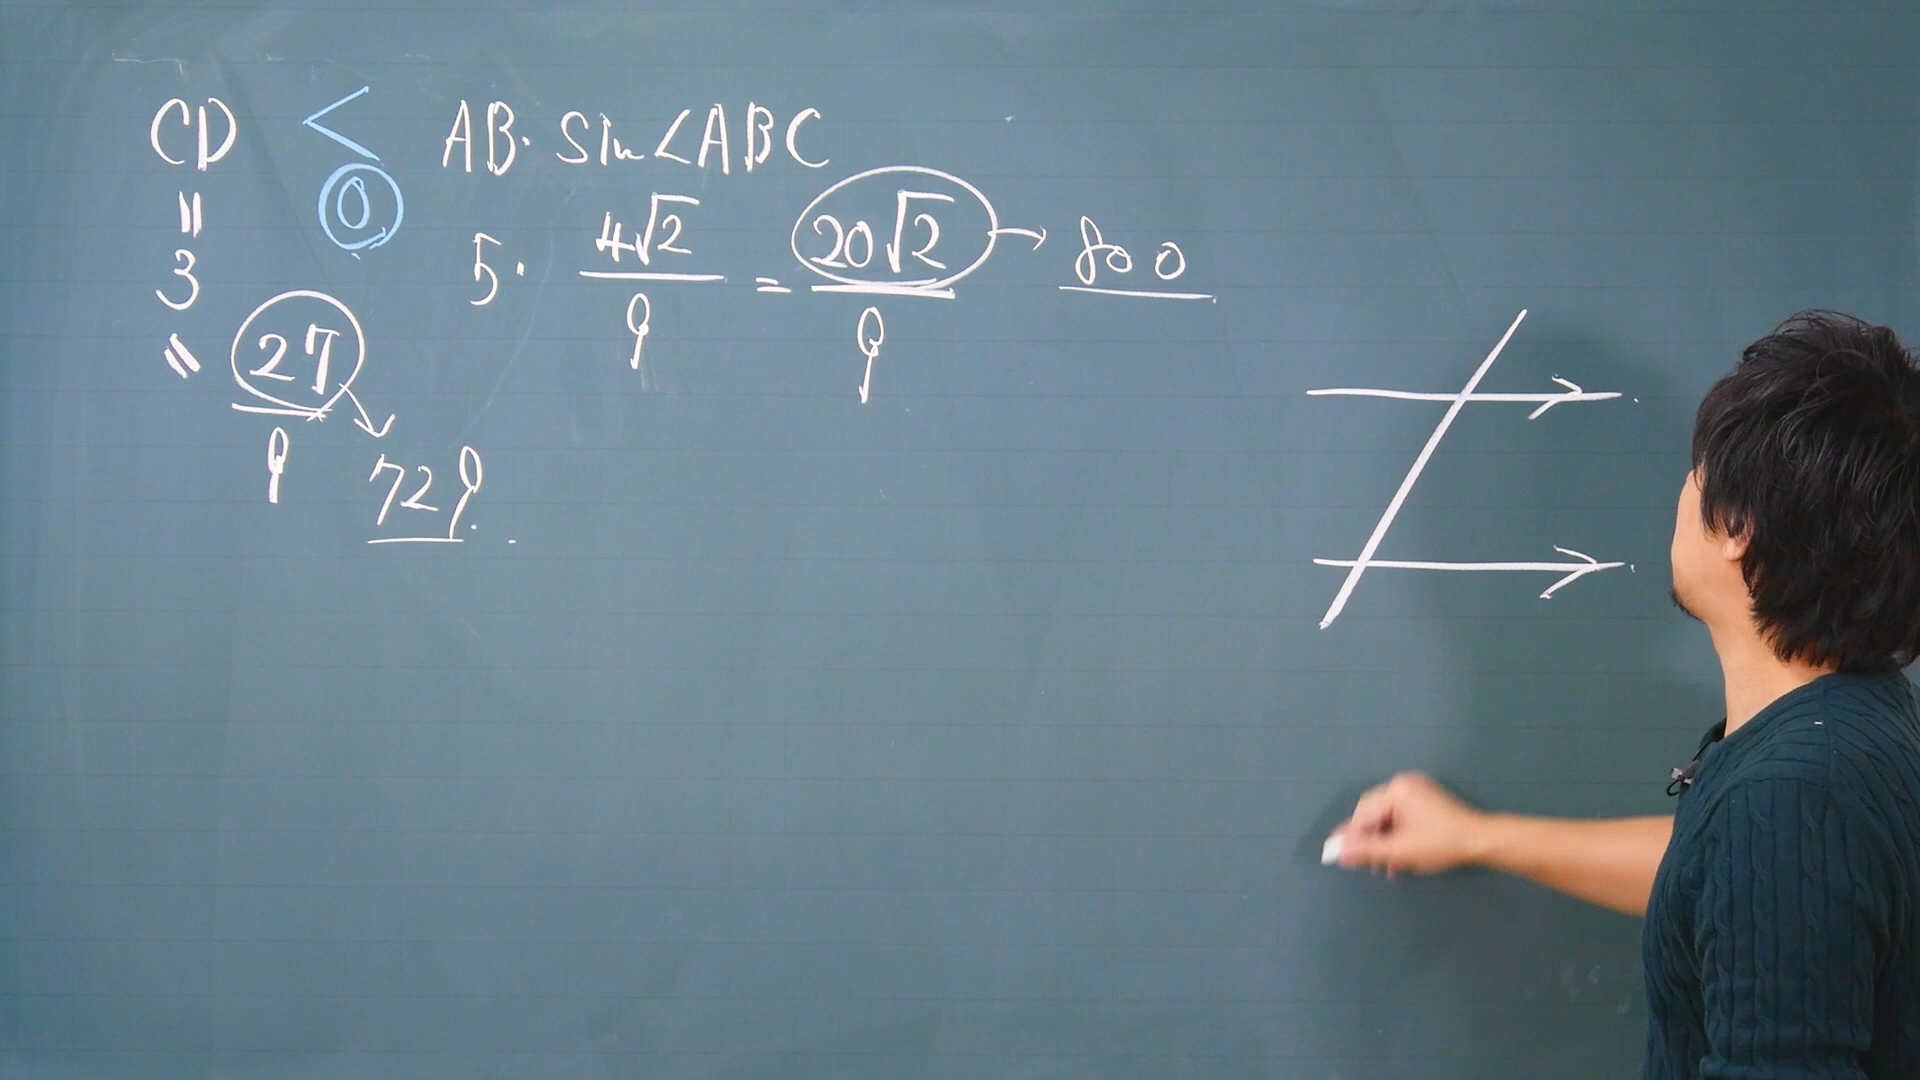 CD < AB・sin∠ABC
⓪
= 3 = 27/9 → 729
5・4√2/9 = 20√2/9 → 800